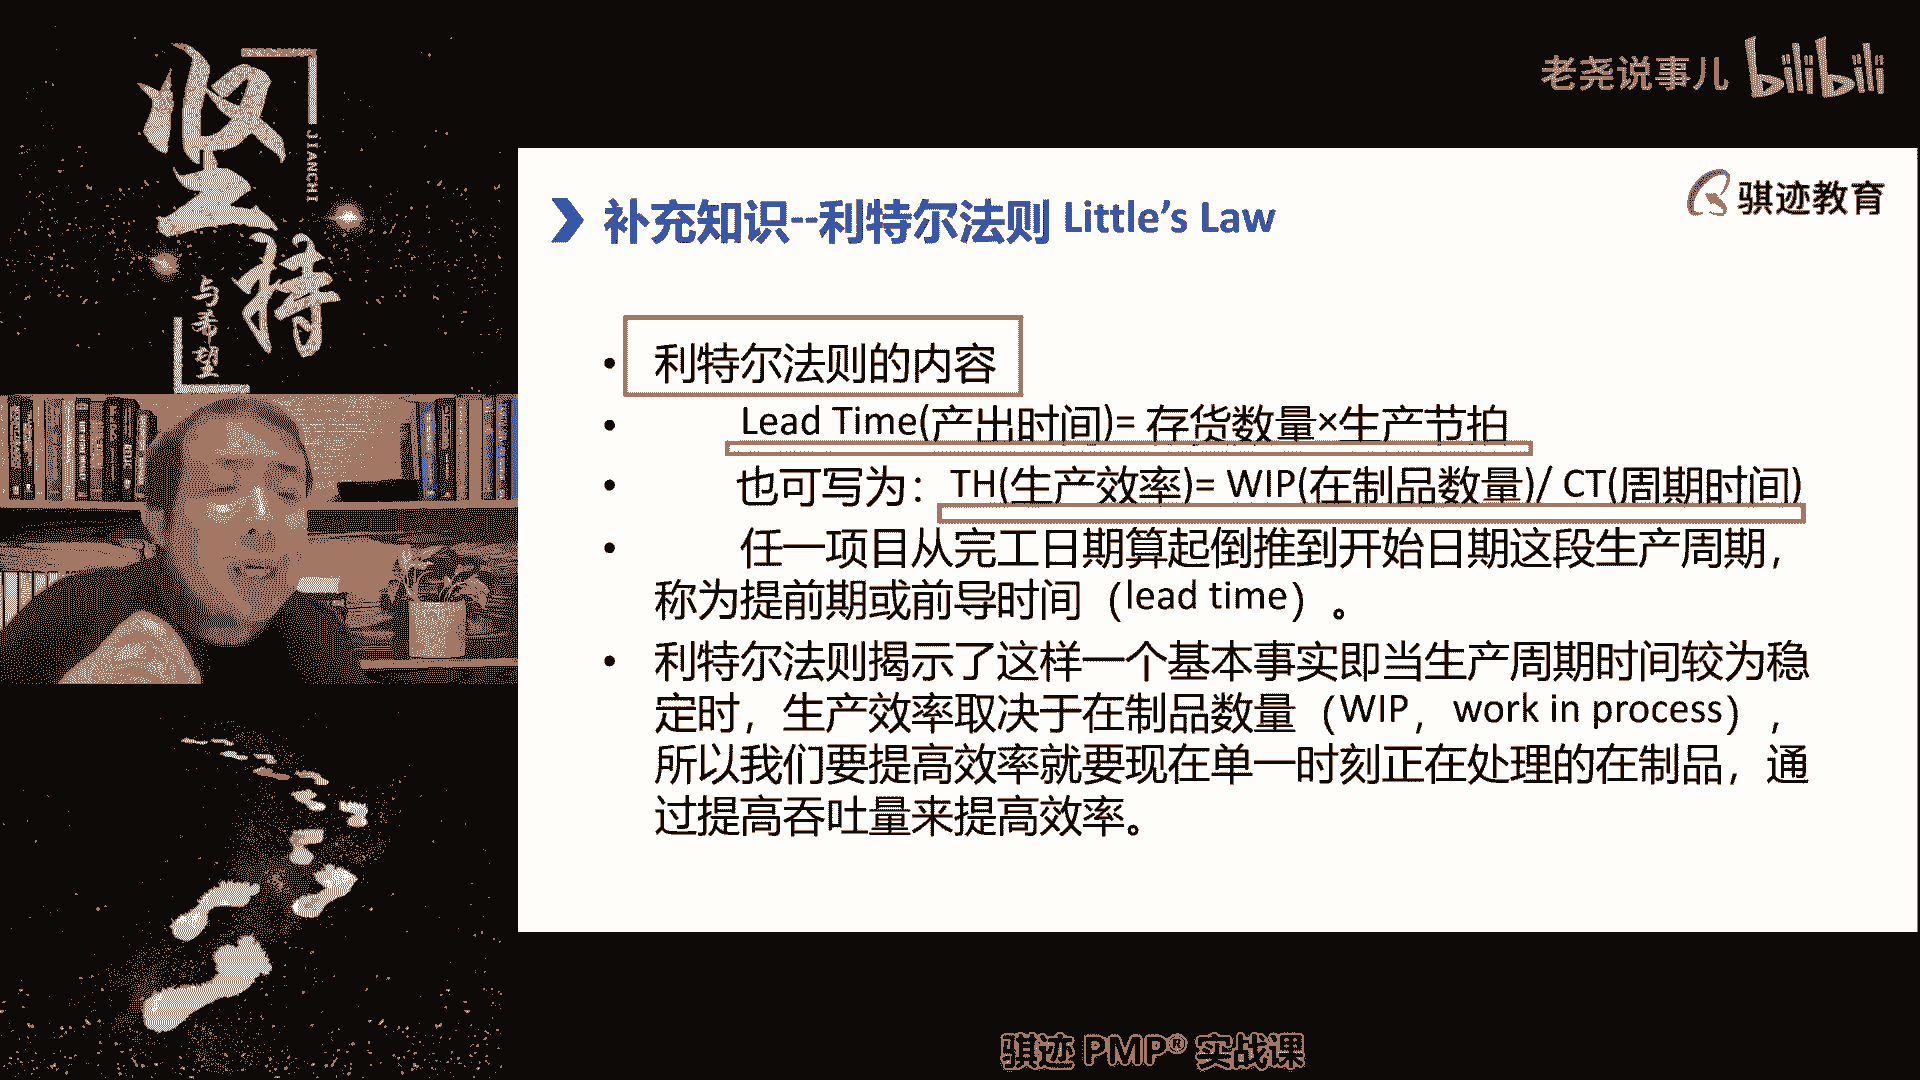 坚持
JIANCHI
与希望
老尧说事儿 bilibili
骐迹教育
补充知识--利特尔法则 Little's Law
• 利特尔法则的内容
• Lead Time(产出时间)= 存货数量×生产节拍
• 也可写为：TH(生产效率)= WIP(在制品数量)/ CT(周期时间)
• 任一项目从完工日期算起倒推到开始日期这段生产周期，
称为提前期或前导时间（lead time）。
• 利特尔法则揭示了这样一个基本事实即当生产周期时间较为稳
定时，生产效率取决于在制品数量（WIP，work in process），
所以我们要提高效率就要现在单一时刻正在处理的在制品，通
过提高吞吐量来提高效率。
骐迹 PMP® 实战课